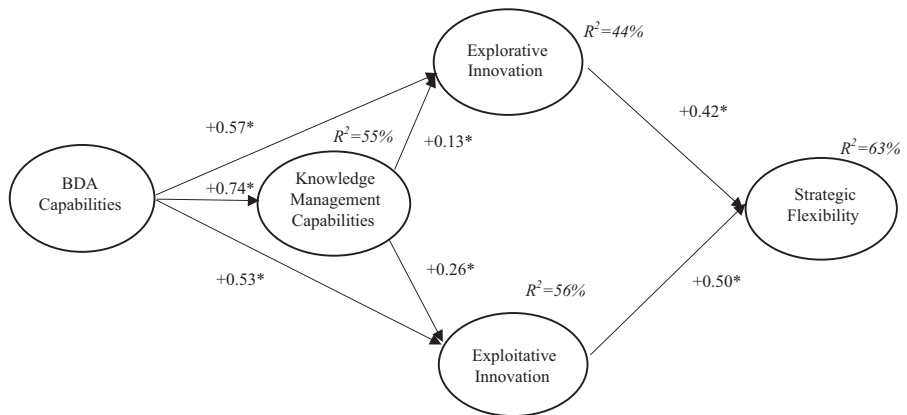 R²=44%
Explorative
Innovation
+0.57*
R²=55%
+0.13*
+0.42*
R²=63%
BDA
Capabilities
+0.74*
Knowledge
Management
Capabilities
Strategic
Flexibility
+0.53*
+0.26*
+0.50*
R²=56%
Exploitative
Innovation